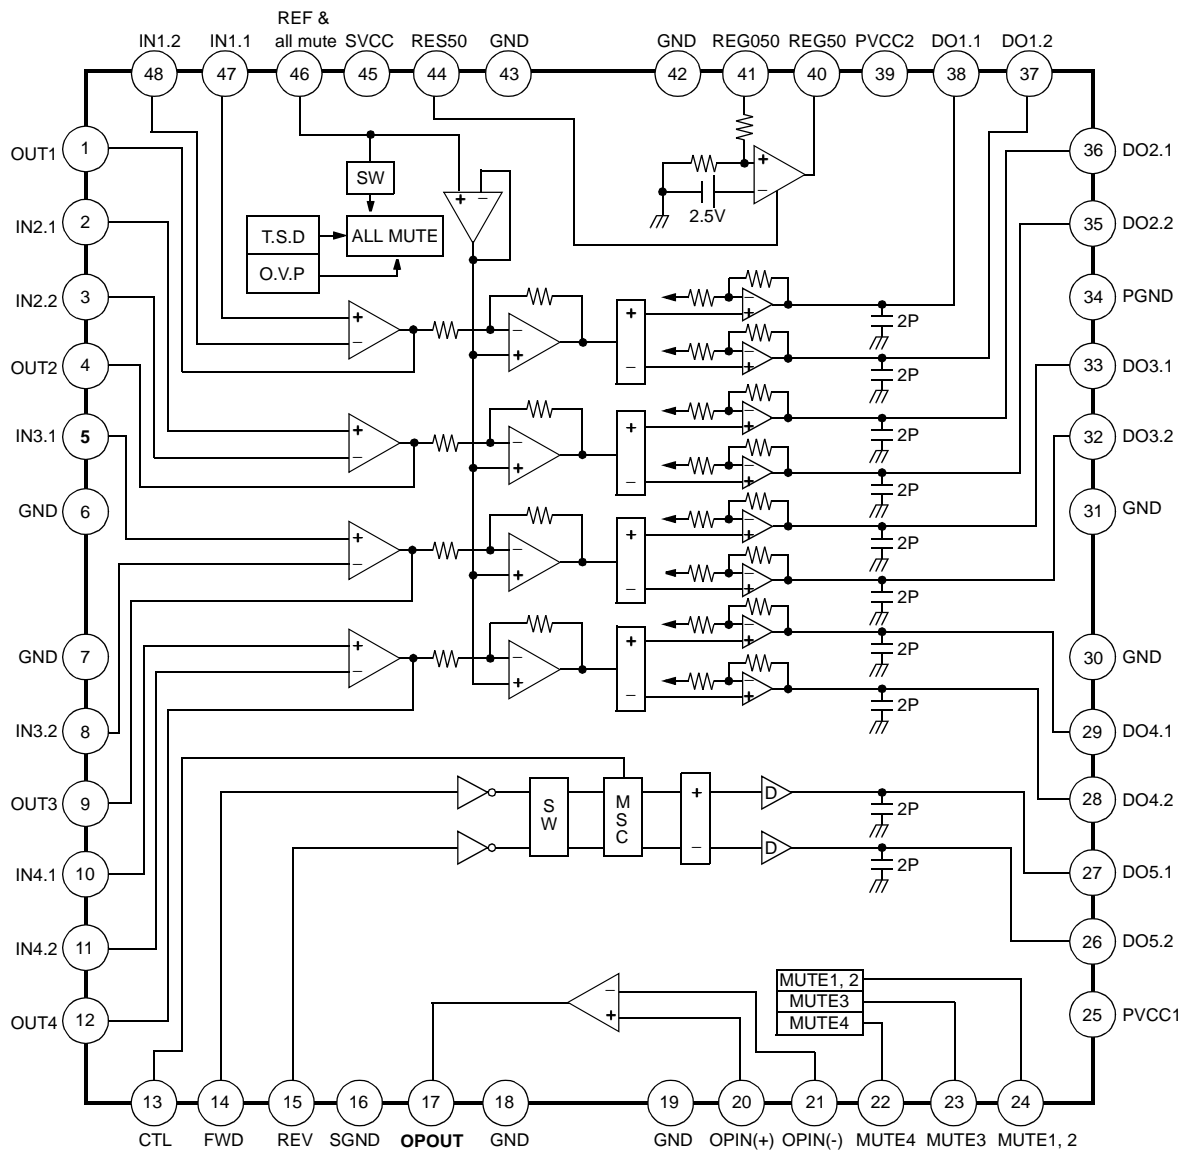 REF &
IN1.2 IN1.1 all mute SVCC RES50 GND GND REG050 REG50 PVCC2 DO1.1 DO1.2
48 47 46 45 44 43 42 41 40 39 38 37
OUT1 1
36 DO2.1
+ −
SW
+ −
2.5V
IN2.1 2
35 DO2.2
T.S.D ALL MUTE
O.V.P
IN2.2 3
34 PGND
+ − − + + − − + − +
2P
2P
OUT2 4
33 DO3.1
+ − − + + − − + − +
2P
2P
IN3.1 5
32 DO3.2
GND 6
31 GND
+ − − + + − − + − +
2P
2P
GND 7
30 GND
+ − − + + − − + − +
2P
2P
IN3.2 8
29 DO4.1
OUT3 9
28 DO4.2
SW MSC + − D D
2P
2P
IN4.1 10
27 DO5.1
IN4.2 11
26 DO5.2
OUT4 12
25 PVCC1
− +
MUTE1, 2
MUTE3
MUTE4
13 14 15 16 17 18 19 20 21 22 23 24
CTL FWD REV SGND OPOUT GND GND OPIN(+) OPIN(-) MUTE4 MUTE3 MUTE1, 2